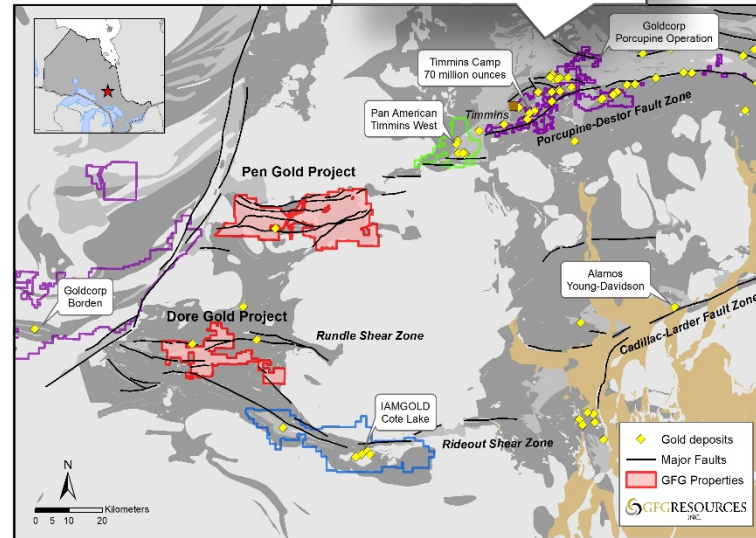 Goldcorp
Porcupine Operation
Timmins Camp
70 million ounces
Pan American
Timmins West
Timmins
Porcupine-Destor Fault Zone
Pen Gold Project
Goldcorp
Borden
Alamos
Young-Davidson
Dore Gold Project
Rundle Shear Zone
Cadillac-Larder Fault Zone
IAMGOLD
Cote Lake
Rideout Shear Zone
N
0 5 10 20 Kilometers
Gold deposits
Major Faults
GFG Properties
GFG RESOURCES
INC.